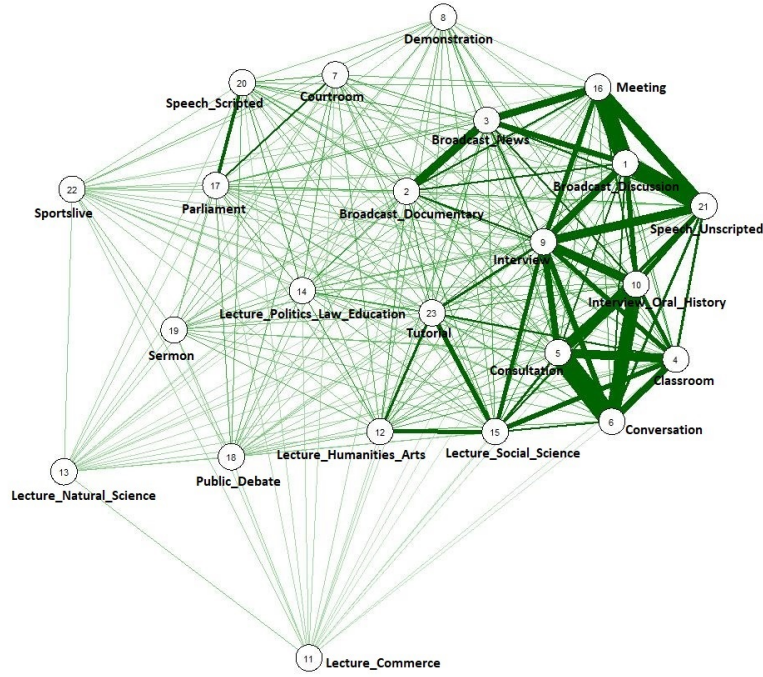 8
Demonstration
20
Speech_Scripted
7
Courtroom
16
Meeting
3
Broadcast_News
1
Broadcast_Discussion
22
Sportslive
17
Parliament
2
Broadcast_Documentary
21
Speech_Unscripted
9
Interview
14
Lecture_Politics_Law_Education
10
Interview_Oral_History
19
Sermon
23
Tutorial
5
Consultation
4
Classroom
12
Lecture_Humanities_Arts
15
Lecture_Social_Science
6
Conversation
13
Lecture_Natural_Science
18
Public_Debate
11
Lecture_Commerce